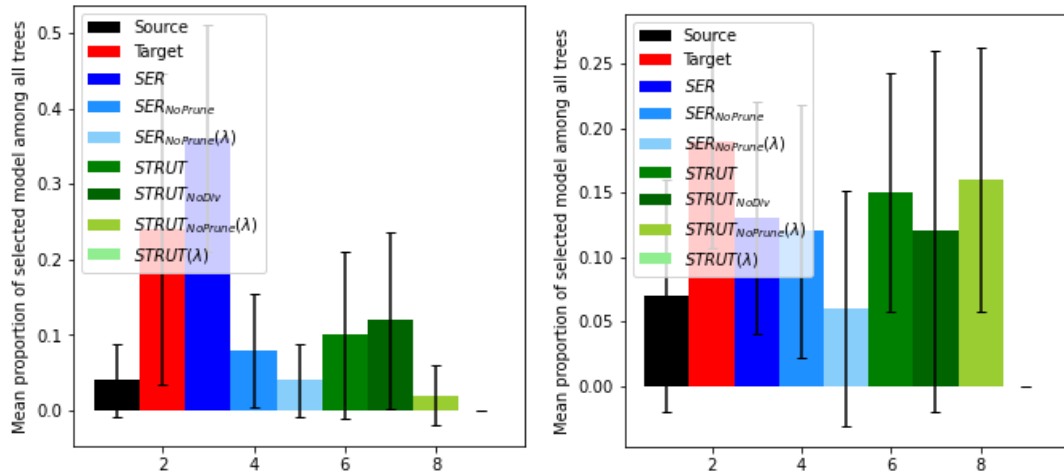 Mean proportion of selected model among all trees
0.5
0.4
0.3
0.2
0.1
0.0
Source
Target
SER
SER_NoPrune
SER_NoPrune(λ)
STRUT
STRUT_NoDiv
STRUT_NoPrune(λ)
STRUT(λ)
2 4 6 8
Mean proportion of selected model among all trees
0.25
0.20
0.15
0.10
0.05
0.00
Source
Target
SER
SER_NoPrune
SER_NoPrune(λ)
STRUT
STRUT_NoDiv
STRUT_NoPrune(λ)
STRUT(λ)
2 4 6 8